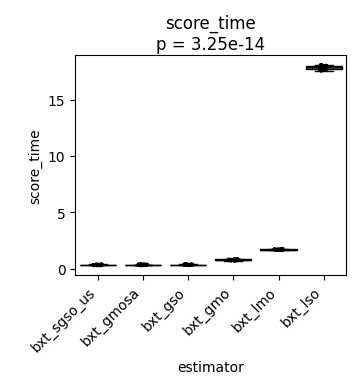 score_time
p = 3.25e-14
score_time
15
10
5
0
bxt_sgso_us
bxt_gmosa
bxt_gso
bxt_gmo
bxt_lmo
bxt_lso
estimator